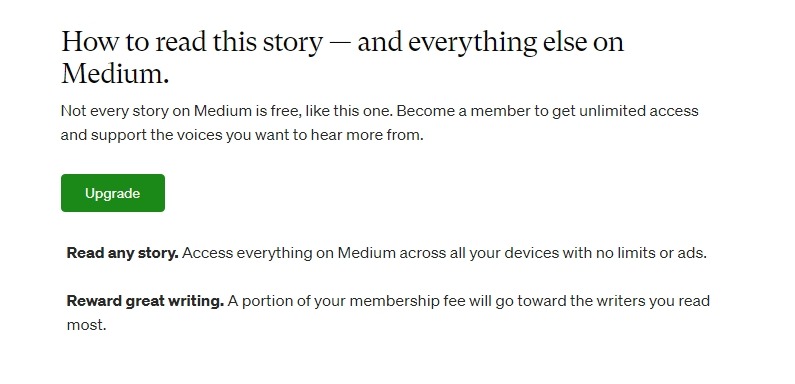 How to read this story — and everything else on
Medium.
Not every story on Medium is free, like this one. Become a member to get unlimited access
and support the voices you want to hear more from.
Upgrade
Read any story. Access everything on Medium across all your devices with no limits or ads.
Reward great writing. A portion of your membership fee will go toward the writers you read
most.